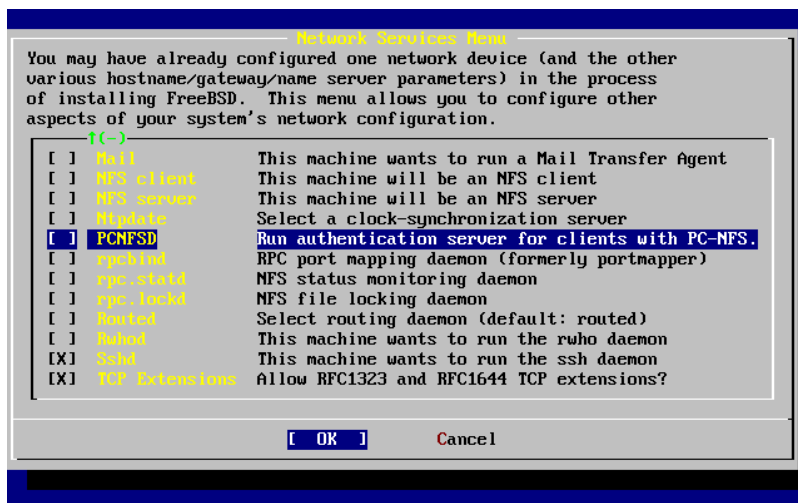 Network Services Menu
You may have already configured one network device (and the other
various hostname/gateway/name server parameters) in the process
of installing FreeBSD.  This menu allows you to configure other
aspects of your system's network configuration.
↑(-)
[ ] Mail This machine wants to run a Mail Transfer Agent
[ ] NFS client This machine will be an NFS client
[ ] NFS server This machine will be an NFS server
[ ] Ntpdate Select a clock-synchronization server
[ ] PCNFSD Run authentication server for clients with PC-NFS.
[ ] rpcbind RPC port mapping daemon (formerly portmapper)
[ ] rpc.statd NFS status monitoring daemon
[ ] rpc.lockd NFS file locking daemon
[ ] Routed Select routing daemon (default: routed)
[ ] Rwhod This machine wants to run the rwho daemon
[X] Sshd This machine wants to run the ssh daemon
[X] TCP Extensions Allow RFC1323 and RFC1644 TCP extensions?
[ OK ] Cancel